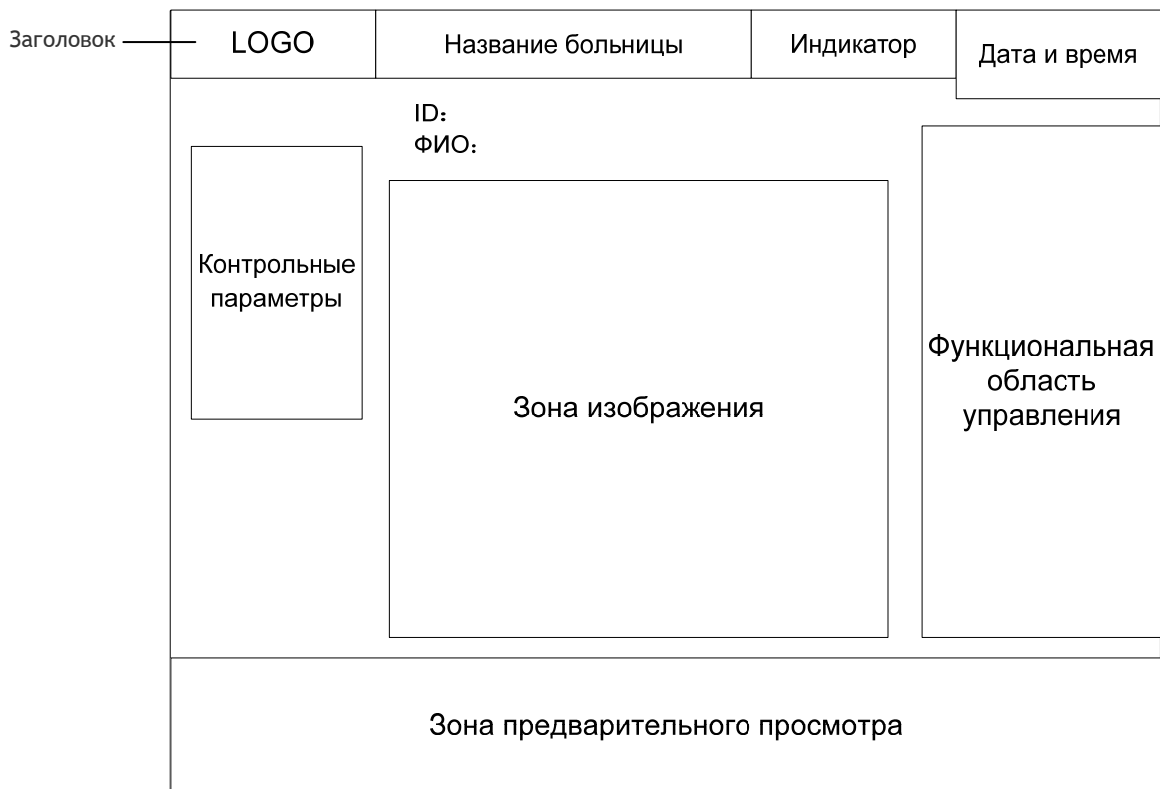 Заголовок
LOGO
Название больницы
Индикатор
Дата и время
ID:
ФИО:
Контрольные
параметры
Зона изображения
Функциональная
область
управления
Зона предварительного просмотра